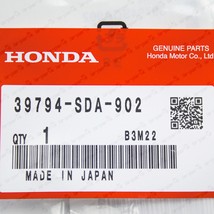 HONDA
GENUINE PARTS
Honda Motor Co., Ltd.
39794-SDA-902
QTY 1 B3M22
MADE IN JAPAN